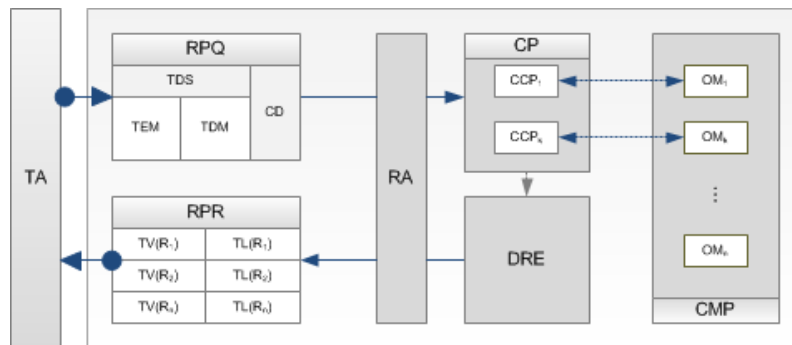 TA
RPQ
TDS
TEM
TDM
CD
RPR
TV(R₁) TL(R₁)
TV(R₂) TL(R₂)
TV(Rₙ) TL(Rₙ)
RA
CP
CCP₁
CCPₖ
DRE
OM₁
OMₖ
⋮
OMₙ
CMP